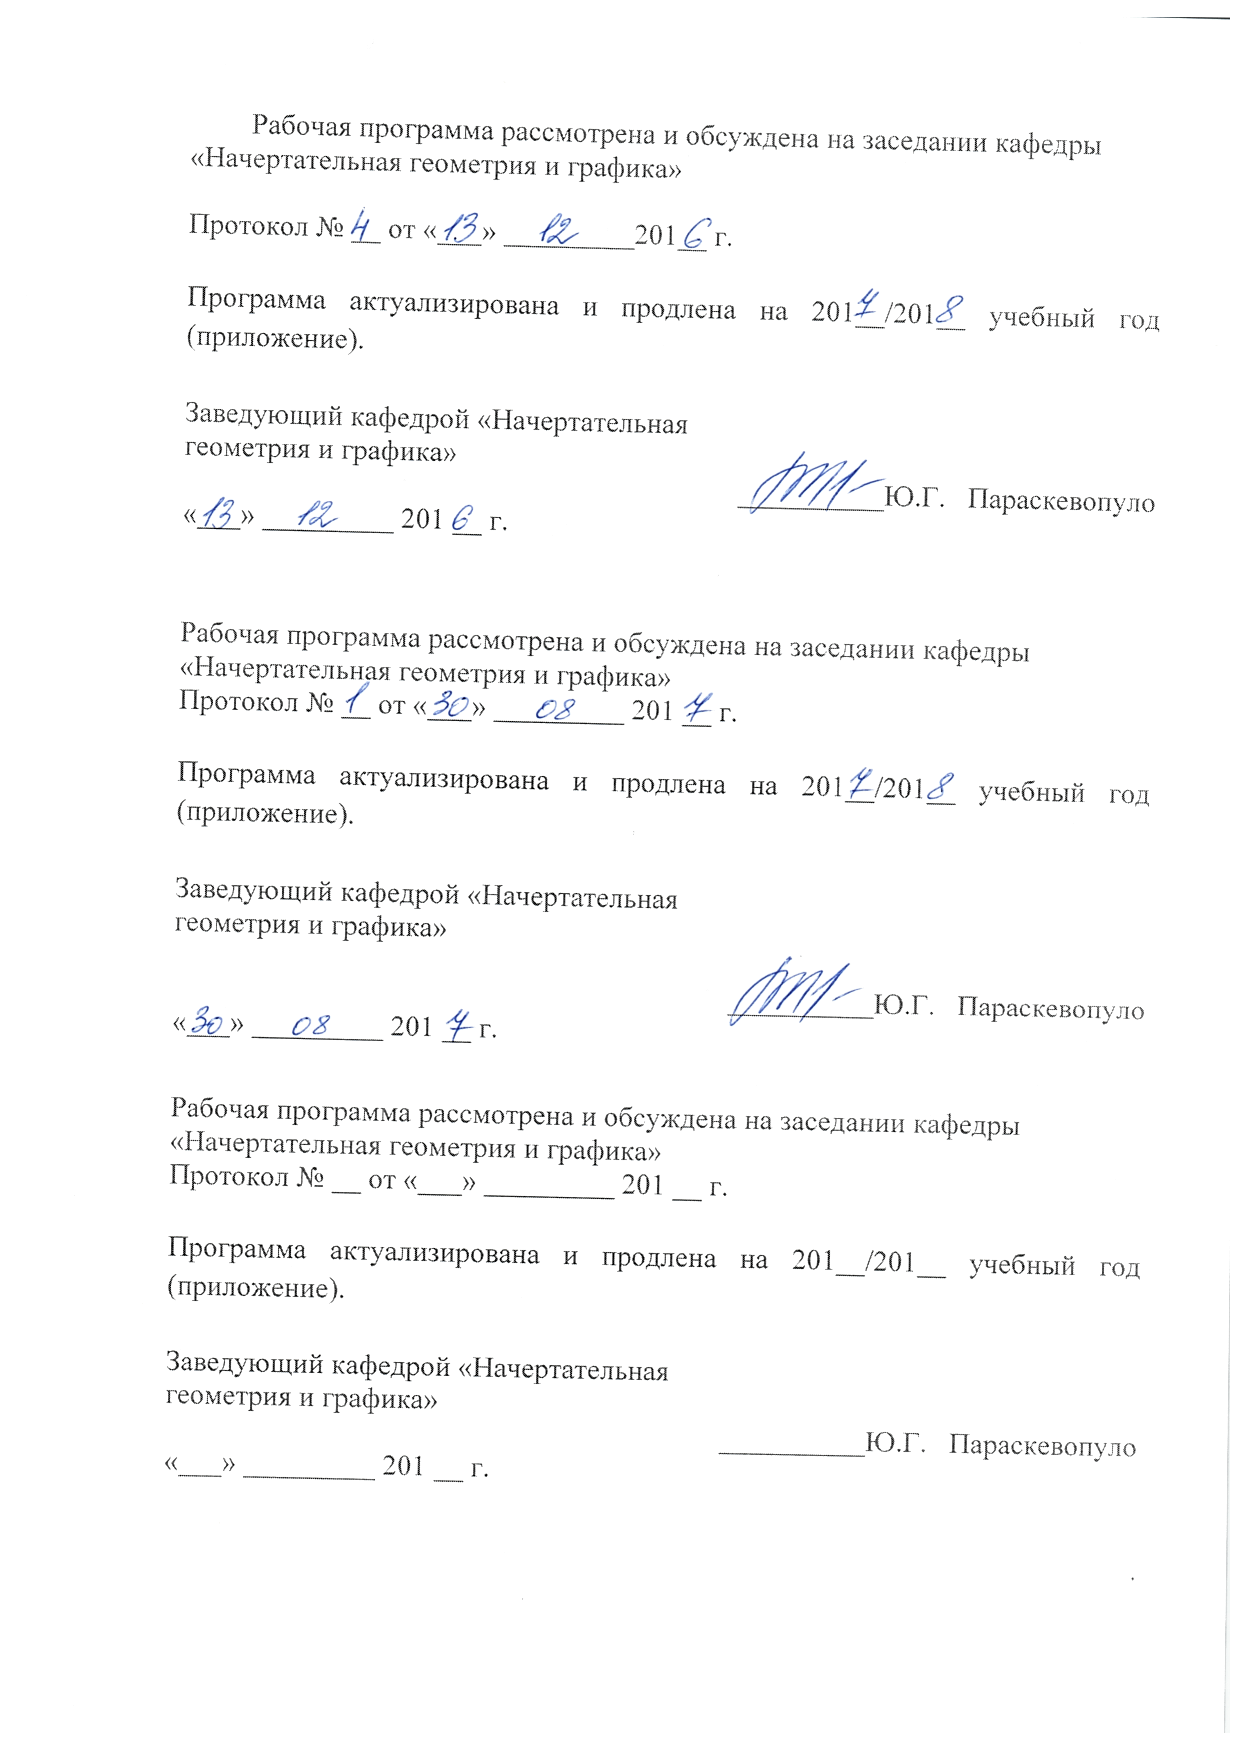 Рабочая программа рассмотрена и обсуждена на заседании кафедры
«Начертательная геометрия и графика»
Протокол № 4 от «13» 12 2016 г.
Программа актуализирована и продлена на 2017/2018 учебный год
(приложение).
Заведующий кафедрой «Начертательная
геометрия и графика»
Ю.Г. Параскевопуло
«13» 12 2016 г.
Рабочая программа рассмотрена и обсуждена на заседании кафедры
«Начертательная геометрия и графика»
Протокол № 1 от «30» 08 2017 г.
Программа актуализирована и продлена на 2017/2018 учебный год
(приложение).
Заведующий кафедрой «Начертательная
геометрия и графика»
Ю.Г. Параскевопуло
«30» 08 2017 г.
Рабочая программа рассмотрена и обсуждена на заседании кафедры
«Начертательная геометрия и графика»
Протокол № __ от «___» _________ 201 __ г.
Программа актуализирована и продлена на 201__/201__ учебный год
(приложение).
Заведующий кафедрой «Начертательная
геометрия и графика»
__________Ю.Г. Параскевопуло
«___» _________ 201 __ г.